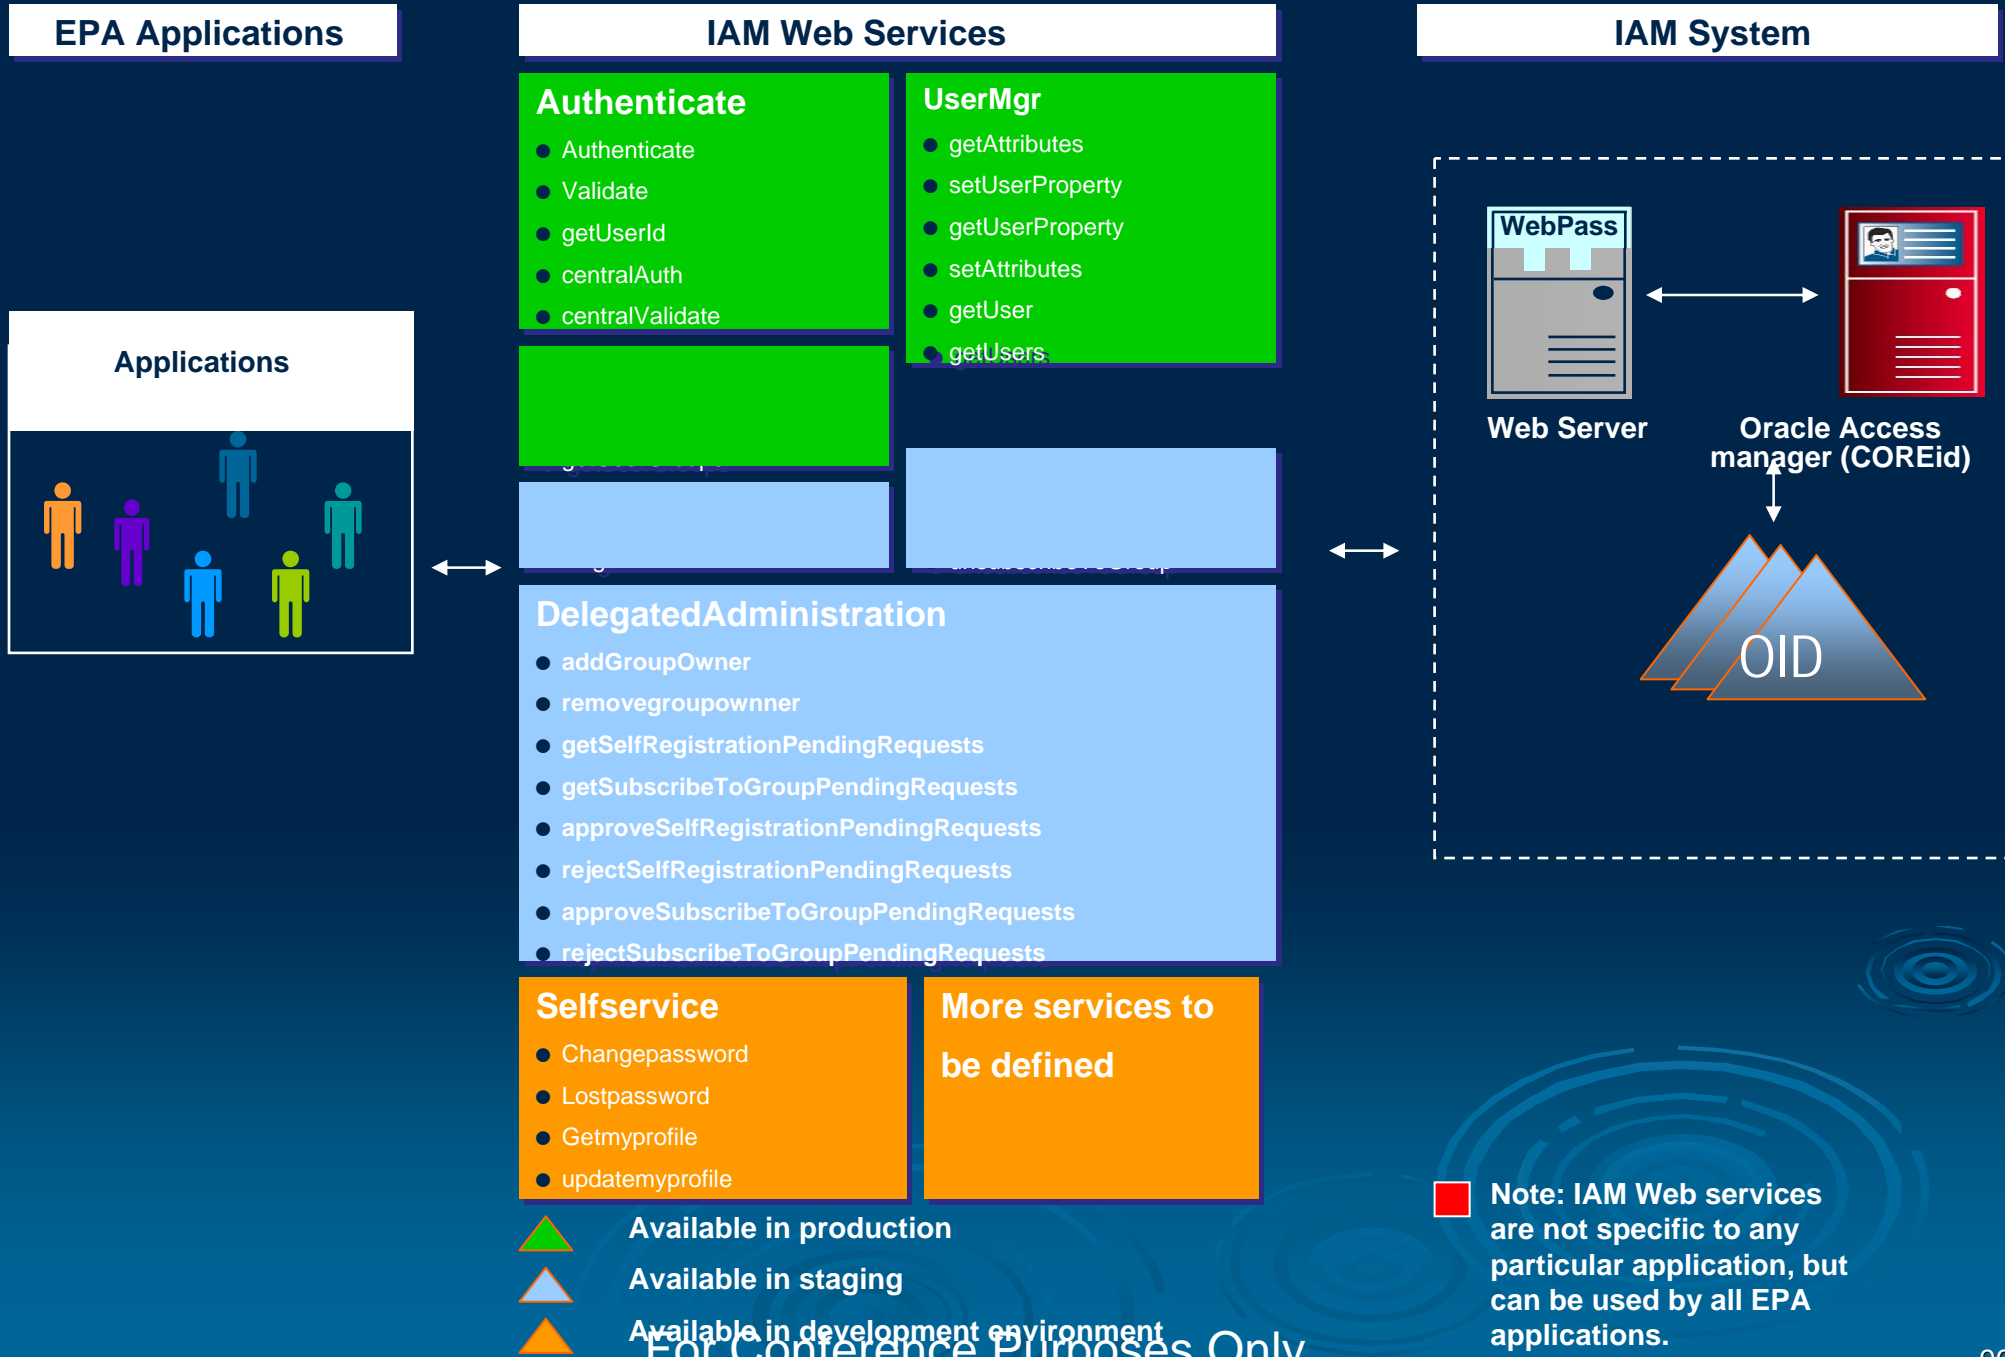 EPA Applications
IAM Web Services
IAM System
Applications
Authenticate
Authenticate
Validate
getUserId
centralAuth
centralValidate
UserMgr
getAttributes
setUserProperty
getUserProperty
setAttributes
getUser
getUsers
DelegatedAdministration
addGroupOwner
removegroupownner
getSelfRegistrationPendingRequests
getSubscribeToGroupPendingRequests
approveSelfRegistrationPendingRequests
rejectSelfRegistrationPendingRequests
approveSubscribeToGroupPendingRequests
rejectSubscribeToGroupPendingRequests
Selfservice
Changepassword
Lostpassword
Getmyprofile
updatemyprofile
More services to
be defined
Available in production
Available in staging
Available in development environment
For Conference Purposes Only
WebPass
Web Server
Oracle Access
manager (COREid)
OID
Note: IAM Web services
are not specific to any
particular application, but
can be used by all EPA
applications.